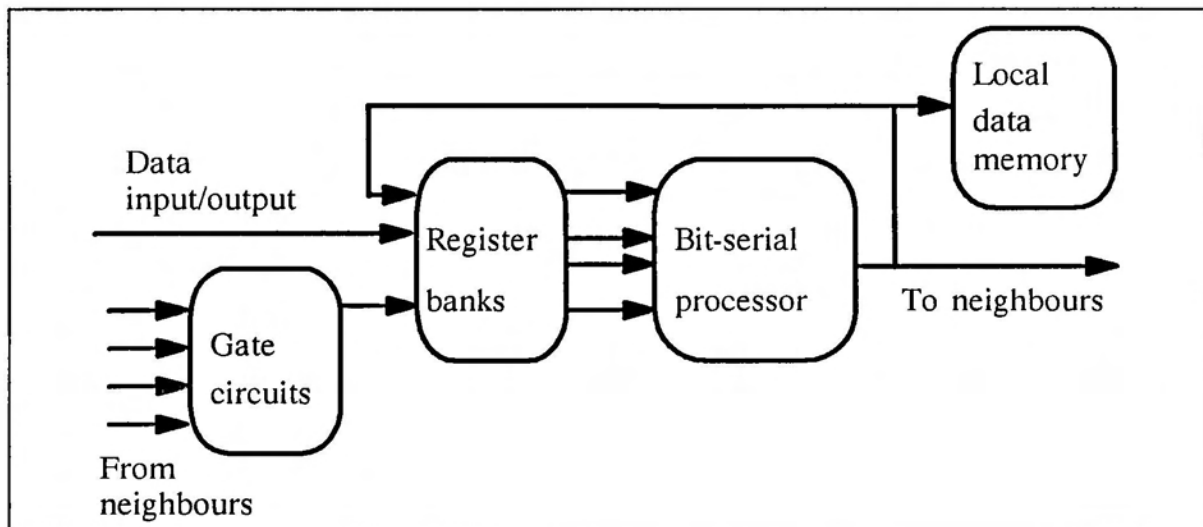 Local
data
memory
Data
input/output
Register
banks
Bit-serial
processor
To neighbours
Gate
circuits
From
neighbours